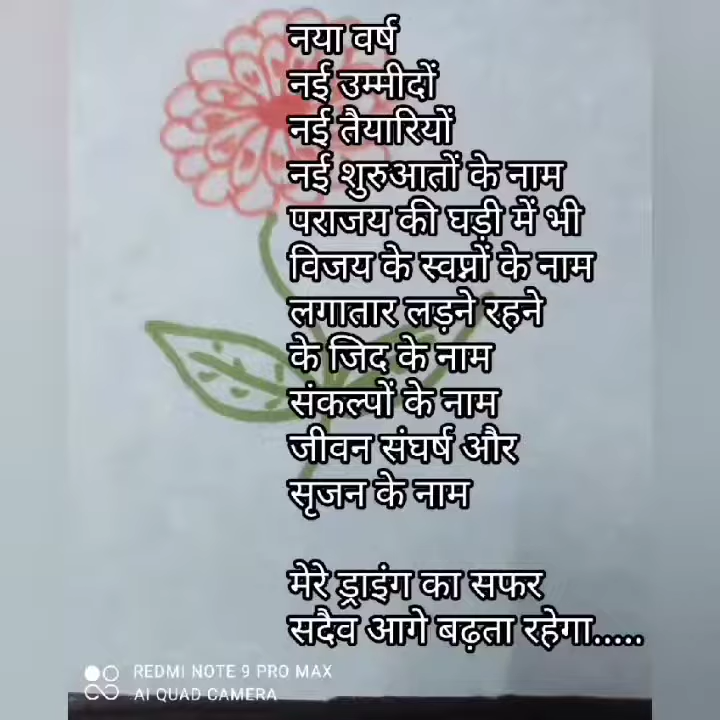 नया वर्ष
नई उम्मीदों
नई तैयारियों
नई शुरुआतों के नाम
पराजय की घड़ी में भी
विजय के स्वप्नों के नाम
लगातार लड़ने रहने
के जिद के नाम
संकल्पों के नाम
जीवन संघर्ष और
सृजन के नाम
मेरे ड्राइंग का सफर
सदैव आगे बढ़ता रहेगा.....
REDMI NOTE 9 PRO MAX
AI QUAD CAMERA